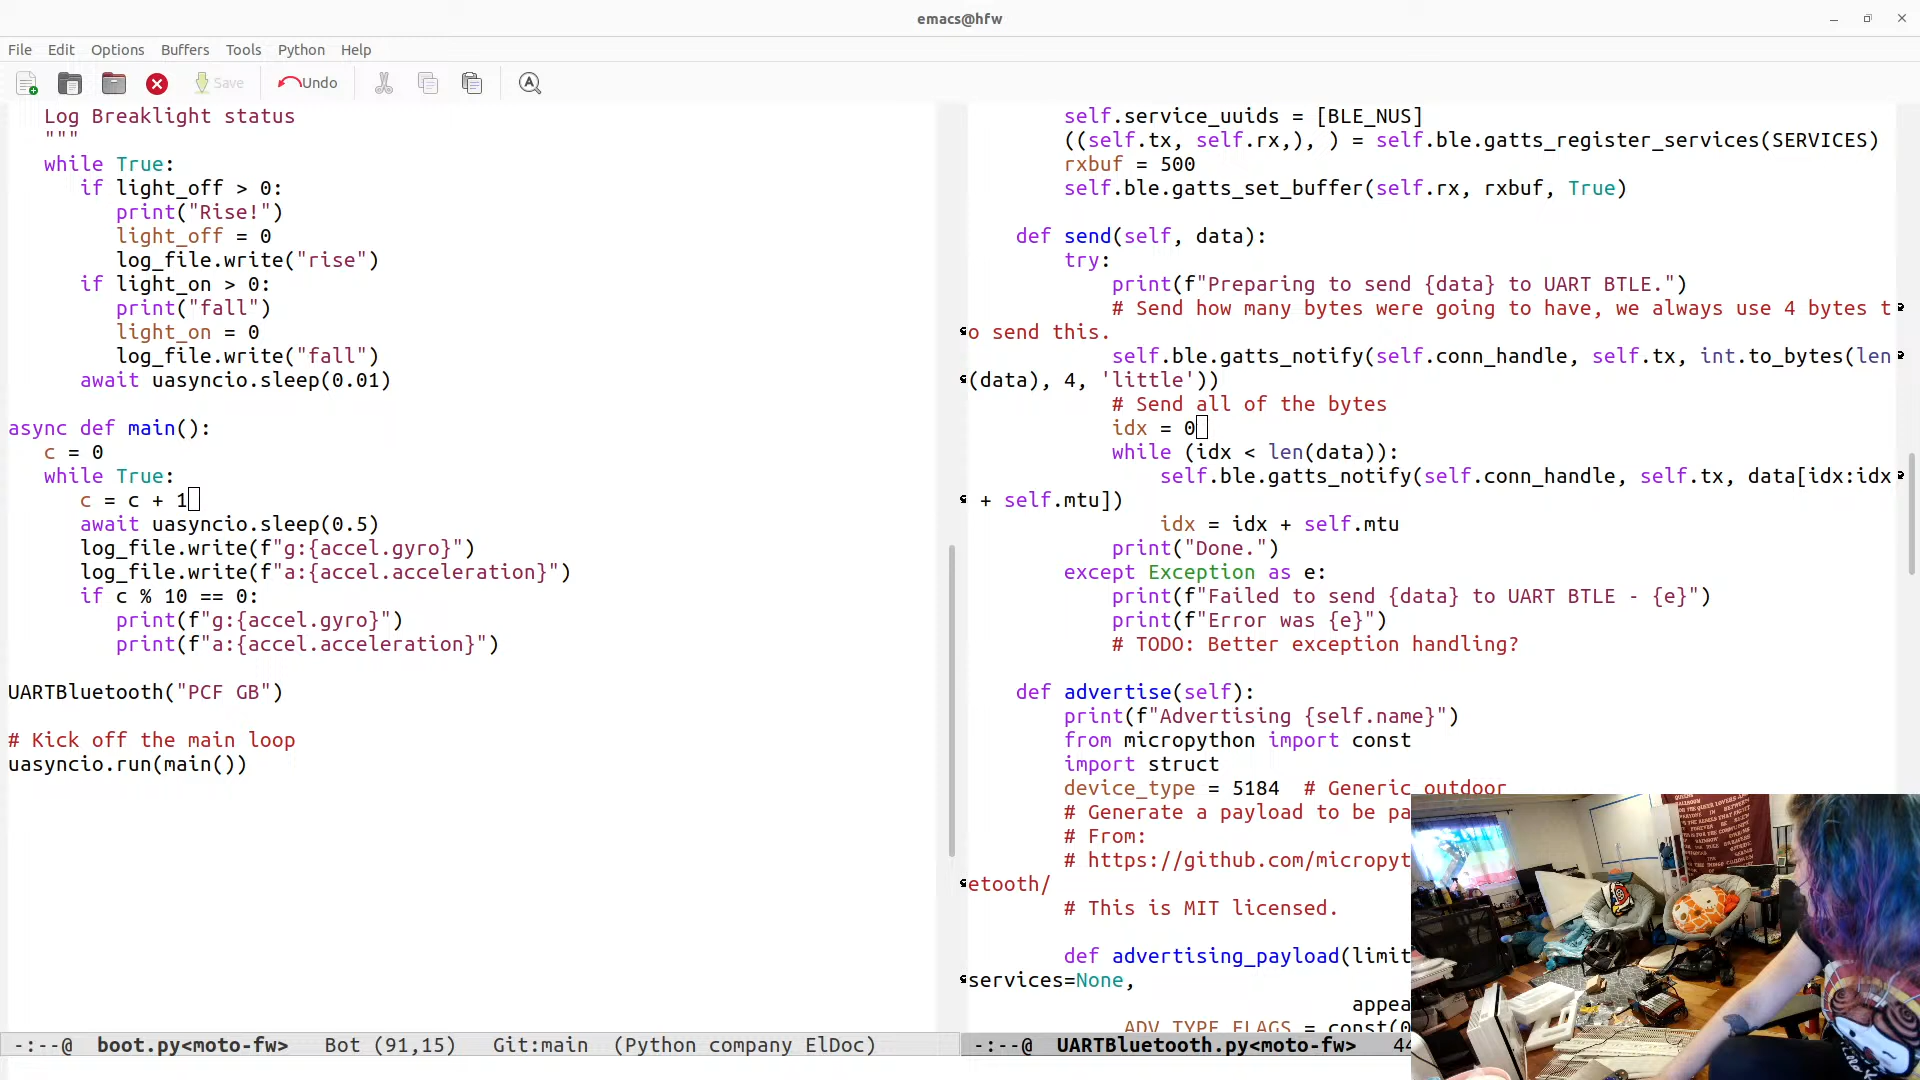 emacs@hfw
File Edit Options Buffers Tools Python Help
Save Undo
Log Breaklight status
"""
while True:
if light_off > 0:
print("Rise!")
light_off = 0
log_file.write("rise")
if light_on > 0:
print("fall")
light_on = 0
log_file.write("fall")
await uasyncio.sleep(0.01)
async def main():
c = 0
while True:
c = c + 1
await uasyncio.sleep(0.5)
log_file.write(f"g:{accel.gyro}")
log_file.write(f"a:{accel.acceleration}")
if c % 10 == 0:
print(f"g:{accel.gyro}")
print(f"a:{accel.acceleration}")
UARTBluetooth("PCF GB")
# Kick off the main loop
uasyncio.run(main())
-:--@ boot.py<moto-fw> Bot (91,15) Git:main (Python company ElDoc)
self.service_uuids = [BLE_NUS]
((self.tx, self.rx,), ) = self.ble.gatts_register_services(SERVICES)
rxbuf = 500
self.ble.gatts_set_buffer(self.rx, rxbuf, True)
def send(self, data):
try:
print(f"Preparing to send {data} to UART BTLE.")
# Send how many bytes were going to have, we always use 4 bytes t
o send this.
self.ble.gatts_notify(self.conn_handle, self.tx, int.to_bytes(len
(data), 4, 'little'))
# Send all of the bytes
idx = 0
while (idx < len(data)):
self.ble.gatts_notify(self.conn_handle, self.tx, data[idx:idx
+ self.mtu])
idx = idx + self.mtu
print("Done.")
except Exception as e:
print(f"Failed to send {data} to UART BTLE - {e}")
print(f"Error was {e}")
# TODO: Better exception handling?
def advertise(self):
print(f"Advertising {self.name}")
from micropython import const
import struct
device_type = 5184 # Generic outdoor
# Generate a payload to be pa
# From:
# https://github.com/micropyt
etooth/
# This is MIT licensed.
def advertising_payload(limit
services=None,
appea
ADV_TYPE_FLAGS = const(0
-:--@ UARTBluetooth.py<moto-fw> 44